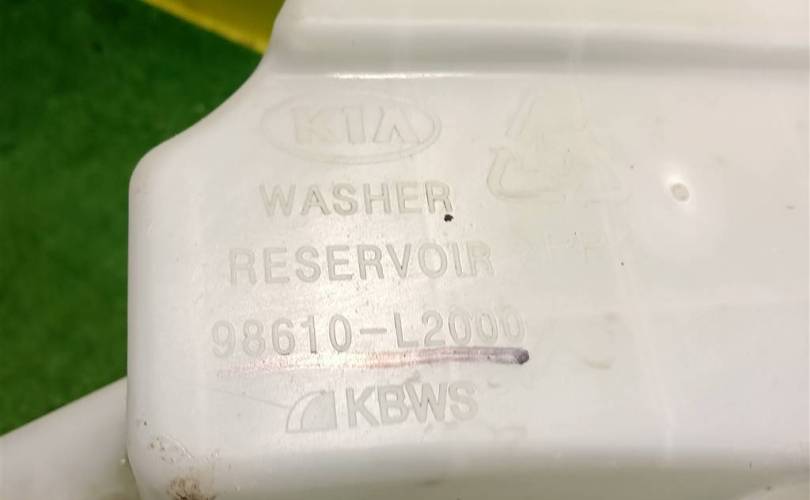 KIA
WASHER
RESERVOIR
98610-L2000
KBWS